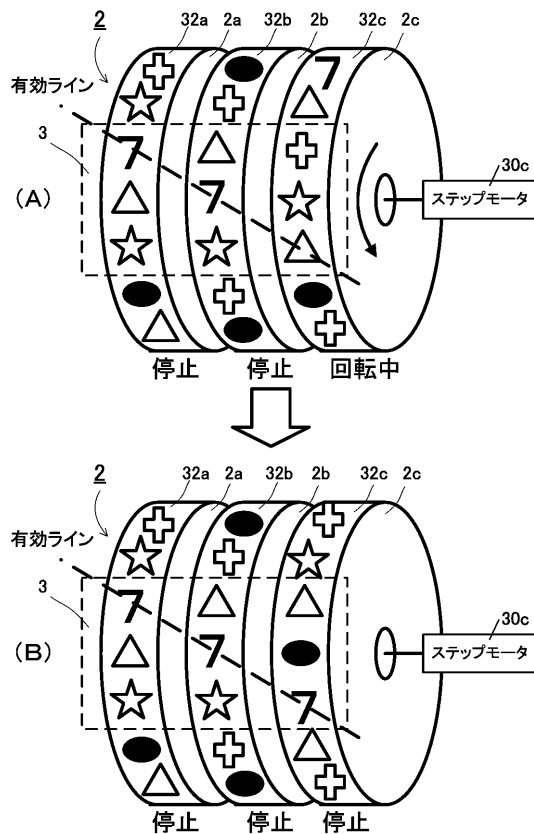 2 32a 2a 32b 2b 32c 2c
有効ライン
3
30c
(A)
ステップモータ
停止 停止 回転中
2 32a 2a 32b 2b 32c 2c
有効ライン
3
30c
(B)
ステップモータ
停止 停止 停止